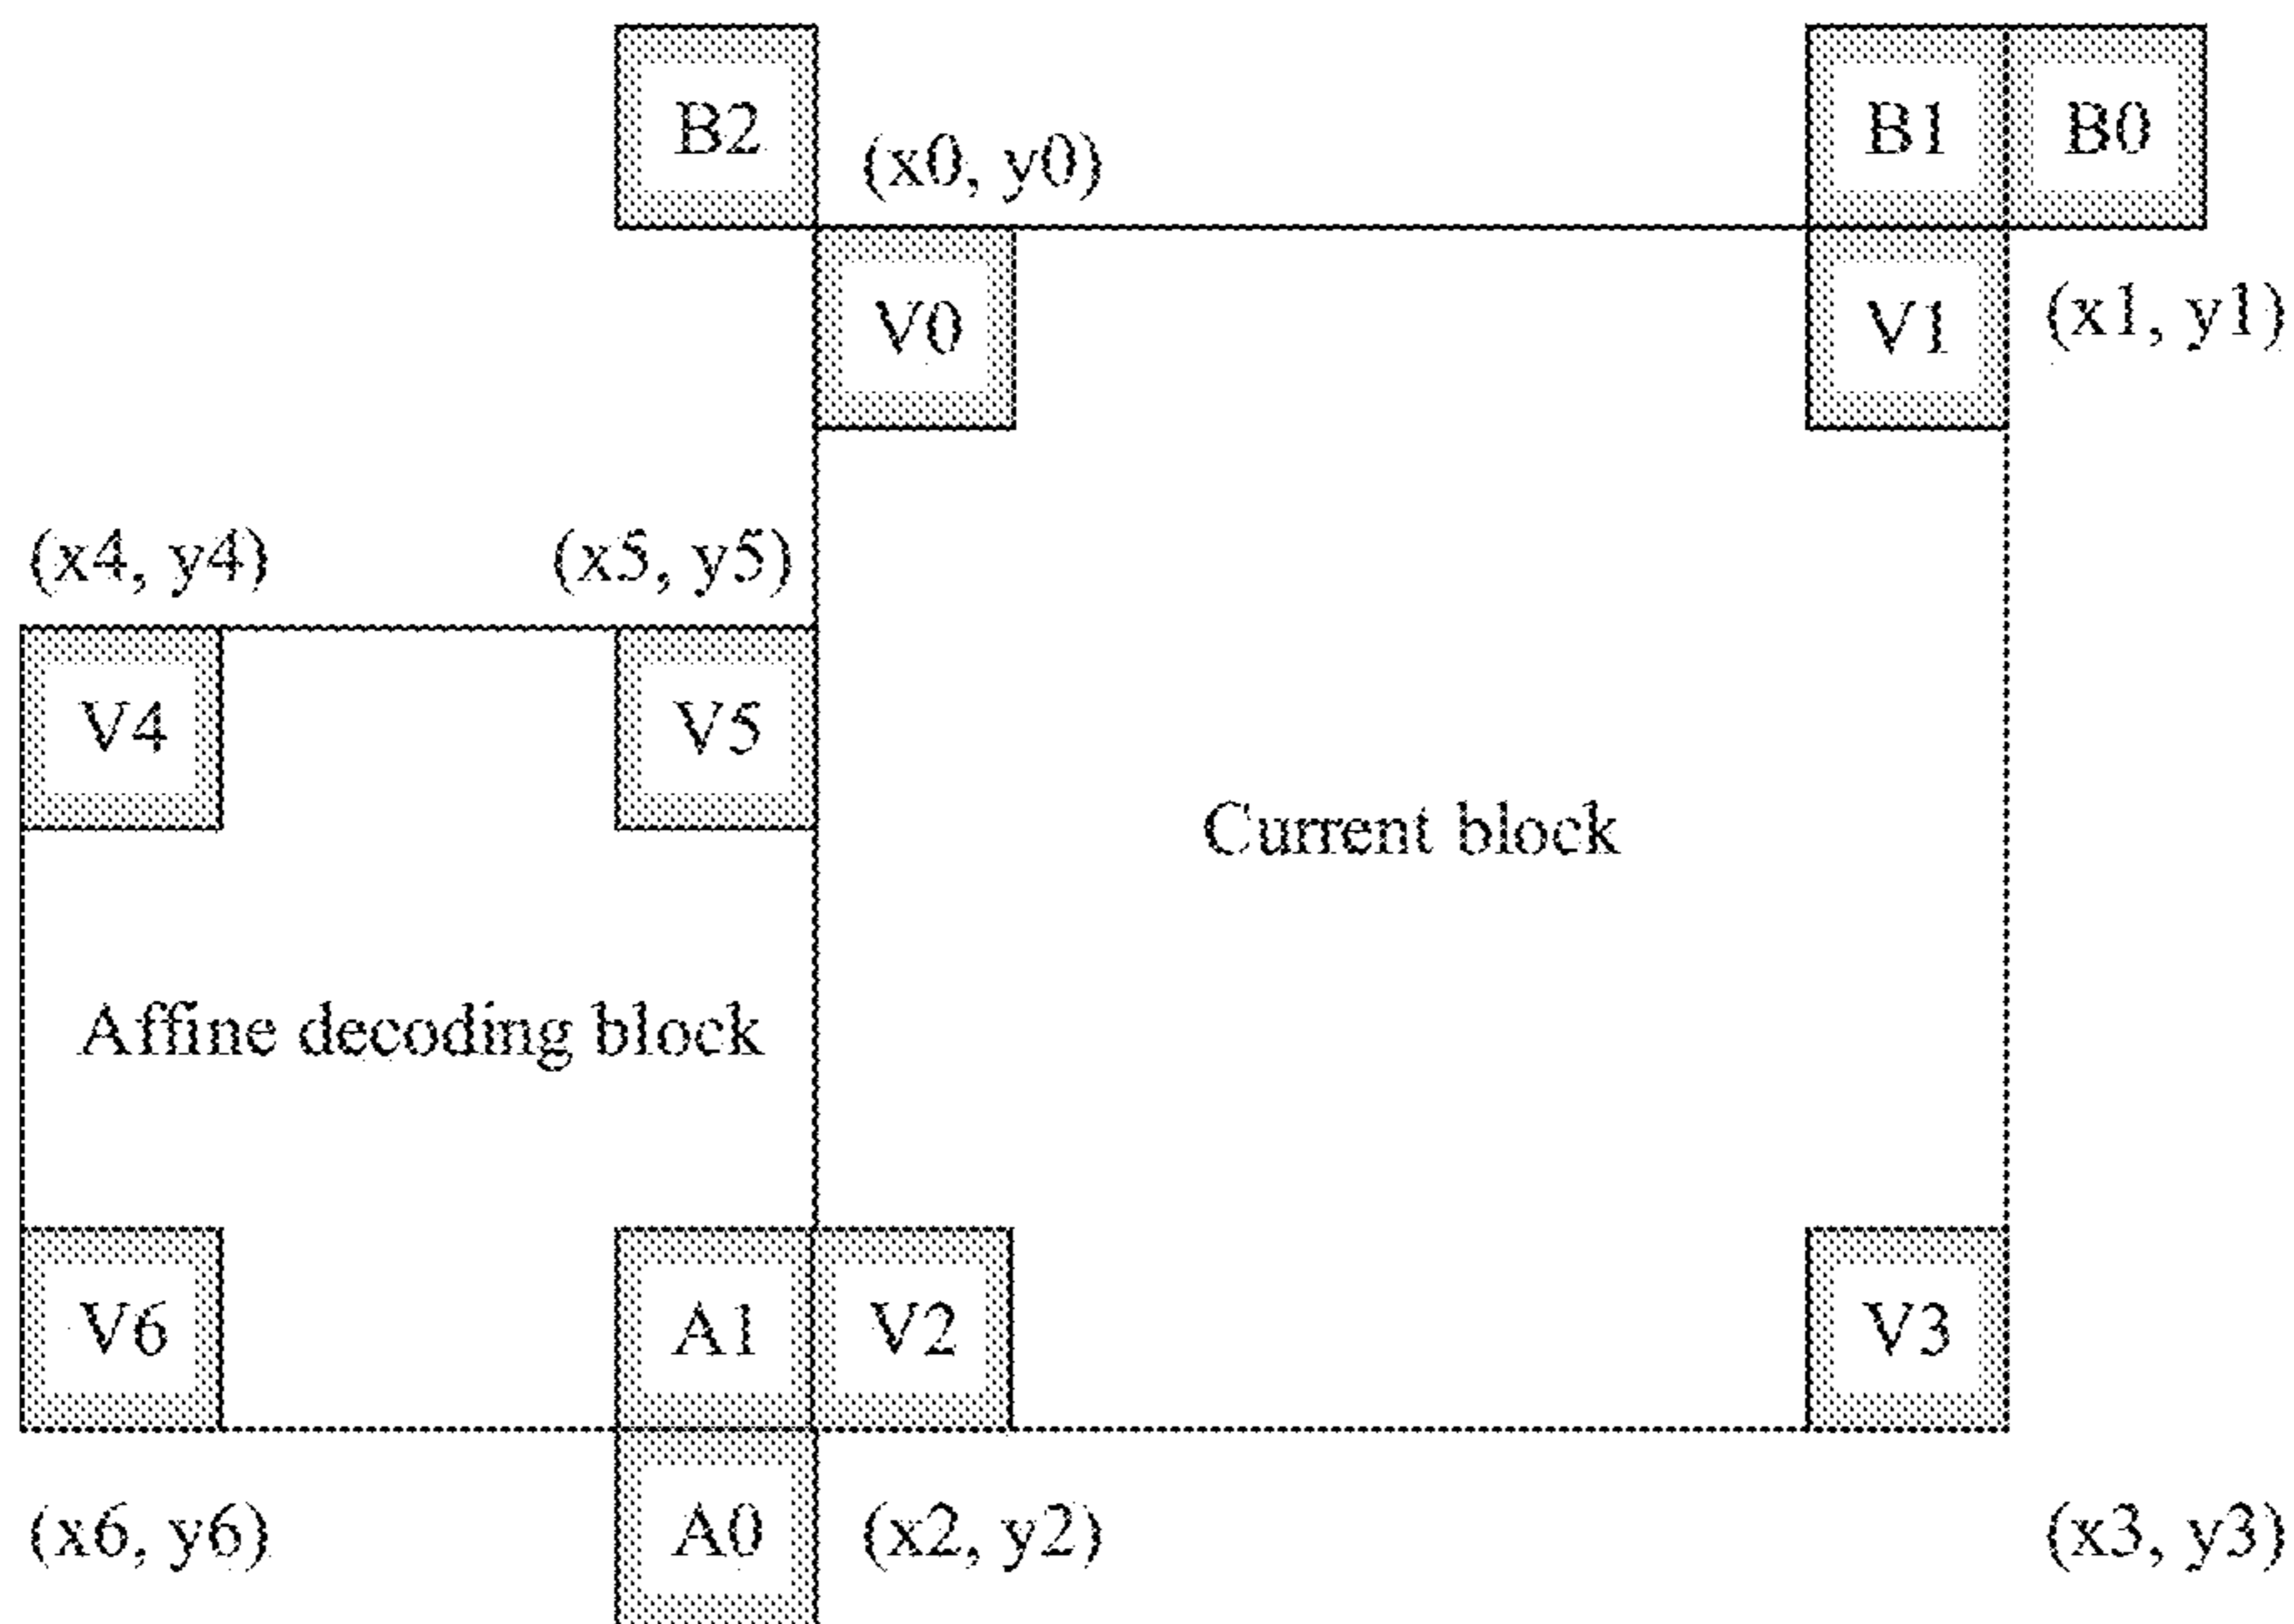 B2
B1
B0
(x0, y0)
V0
V1
(x1, y1)
(x4, y4)
(x5, y5)
V4
V5
Current block
Affine decoding block
V6
A1
V2
V3
(x6, y6)
A0
(x2, y2)
(x3, y3)